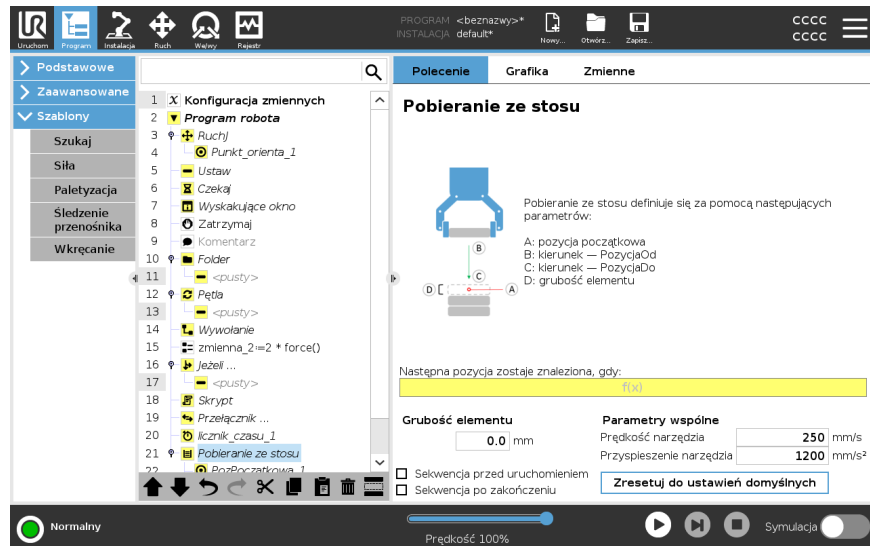 PROGRAM <beznazwy>*
INSTALACJA default*
Uruchom Program Instalacja Ruch We/wy Rejestr
Nowy... Otwórz... Zapisz...
CCCC
CCCC
Podstawowe
Zaawansowane
Szablony
Szukaj
Siła
Paletyzacja
Śledzenie
przenośnika
Wkręcanie
1 X Konfiguracja zmiennych
2 Program robota
3 RuchJ
4 Punkt_orienta_1
5 Ustaw
6 Czekaj
7 Wyskakujące okno
8 Zatrzymaj
9 Komentarz
10 Folder
11 <pusty>
12 Pętla
13 <pusty>
14 Wywołanie
15 zmienna_2≔2 * force()
16 Jeżeli ...
17 <pusty>
18 Skrypt
19 Przełącznik ...
20 licznik_czasu_1
21 Pobieranie ze stosu
22 PozPoczatkowa_1
Polecenie Grafika Zmienne
Pobieranie ze stosu
B
C
D
A
Pobieranie ze stosu definiuje się za pomocą następujących
parametrów:
A: pozycja początkowa
B: kierunek — PozycjaOd
C: kierunek — PozycjaDo
D: grubość elementu
Następna pozycja zostaje znaleziona, gdy:
f(x)
Grubość elementu
0.0 mm
Parametry wspólne
Prędkość narzędzia 250 mm/s
Przyspieszenie narzędzia 1200 mm/s²
Sekwencja przed uruchomieniem
Sekwencja po zakończeniu
Zresetuj do ustawień domyślnych
Normalny
Prędkość 100%
Symulacja